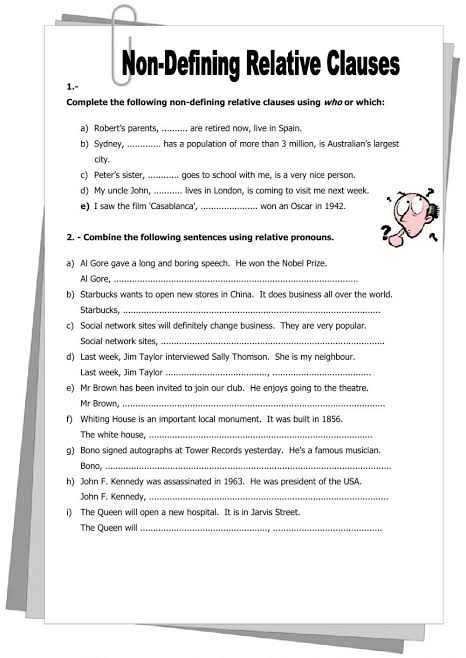 Non-Defining Relative Clauses
1.-
Complete the following non-defining relative clauses using who or which:
a) Robert's parents, .......... are retired now, live in Spain.
b) Sydney, ............. has a population of more than 3 million, is Australian's largest
city.
c) Peter's sister, ............ goes to school with me, is a very nice person.
d) My uncle John, .......... lives in London, is coming to visit me next week.
e) I saw the film 'Casablanca', ...................... won an Oscar in 1942.
2. - Combine the following sentences using relative pronouns.
a) Al Gore gave a long and boring speech. He won the Nobel Prize.
Al Gore, ...............................................................................................
b) Starbucks wants to open new stores in China. It does business all over the world.
Starbucks, ....................................................................................................
c) Social network sites will definitely change business. They are very popular.
Social network sites, .......................................................................................
d) Last week, Jim Taylor interviewed Sally Thomson. She is my neighbour.
Last week, Jim Taylor ........................................, .......................................
e) Mr Brown has been invited to join our club. He enjoys going to the theatre.
Mr Brown, .......................................................................................................
f) Whiting House is an important local monument. It was built in 1856.
The white house, .......................................................................................
g) Bono signed autographs at Tower Records yesterday. He's a famous musician.
Bono, ................................................................................................................
h) John F. Kennedy was assassinated in 1963. He was president of the USA.
John F. Kennedy, .............................................................................................
i) The Queen will open a new hospital. It is in Jarvis Street.
The Queen will .................................................., ...........................................
? ? ? ?